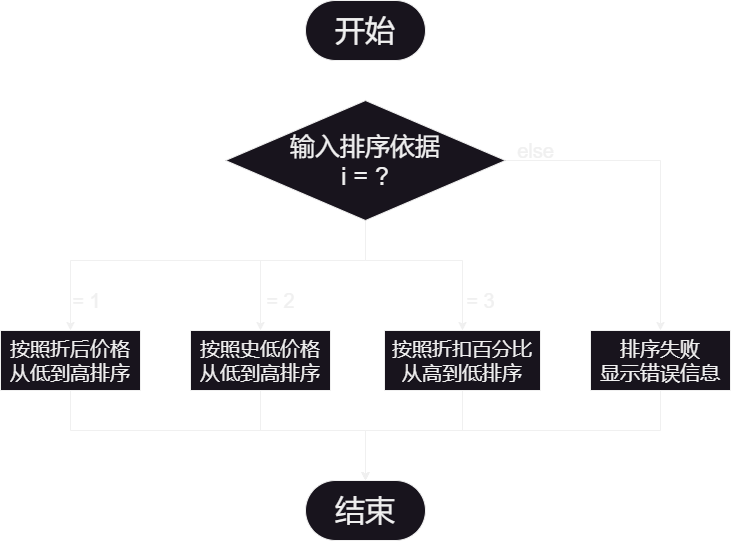 开始
输入排序依据
i = ?
else
= 1
= 2
= 3
按照折后价格
从低到高排序
按照史低价格
从低到高排序
按照折扣百分比
从高到低排序
排序失败
显示错误信息
结束